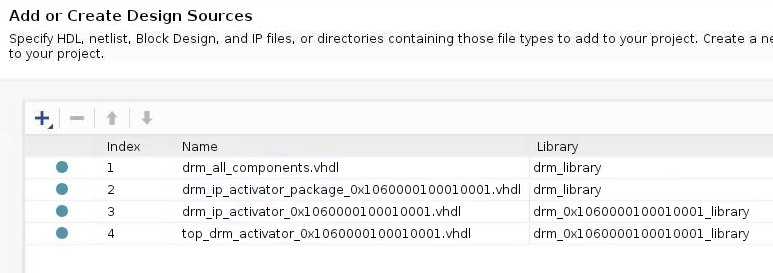 Add or Create Design Sources
Specify HDL, netlist, Block Design, and IP files, or directories containing those file types to add to your project. Create a ne
to your project.
Index Name Library
1 drm_all_components.vhdl drm_library
2 drm_ip_activator_package_0x1060000100010001.vhdl drm_library
3 drm_ip_activator_0x1060000100010001.vhdl drm_0x1060000100010001_library
4 top_drm_activator_0x1060000100010001.vhdl drm_0x1060000100010001_library